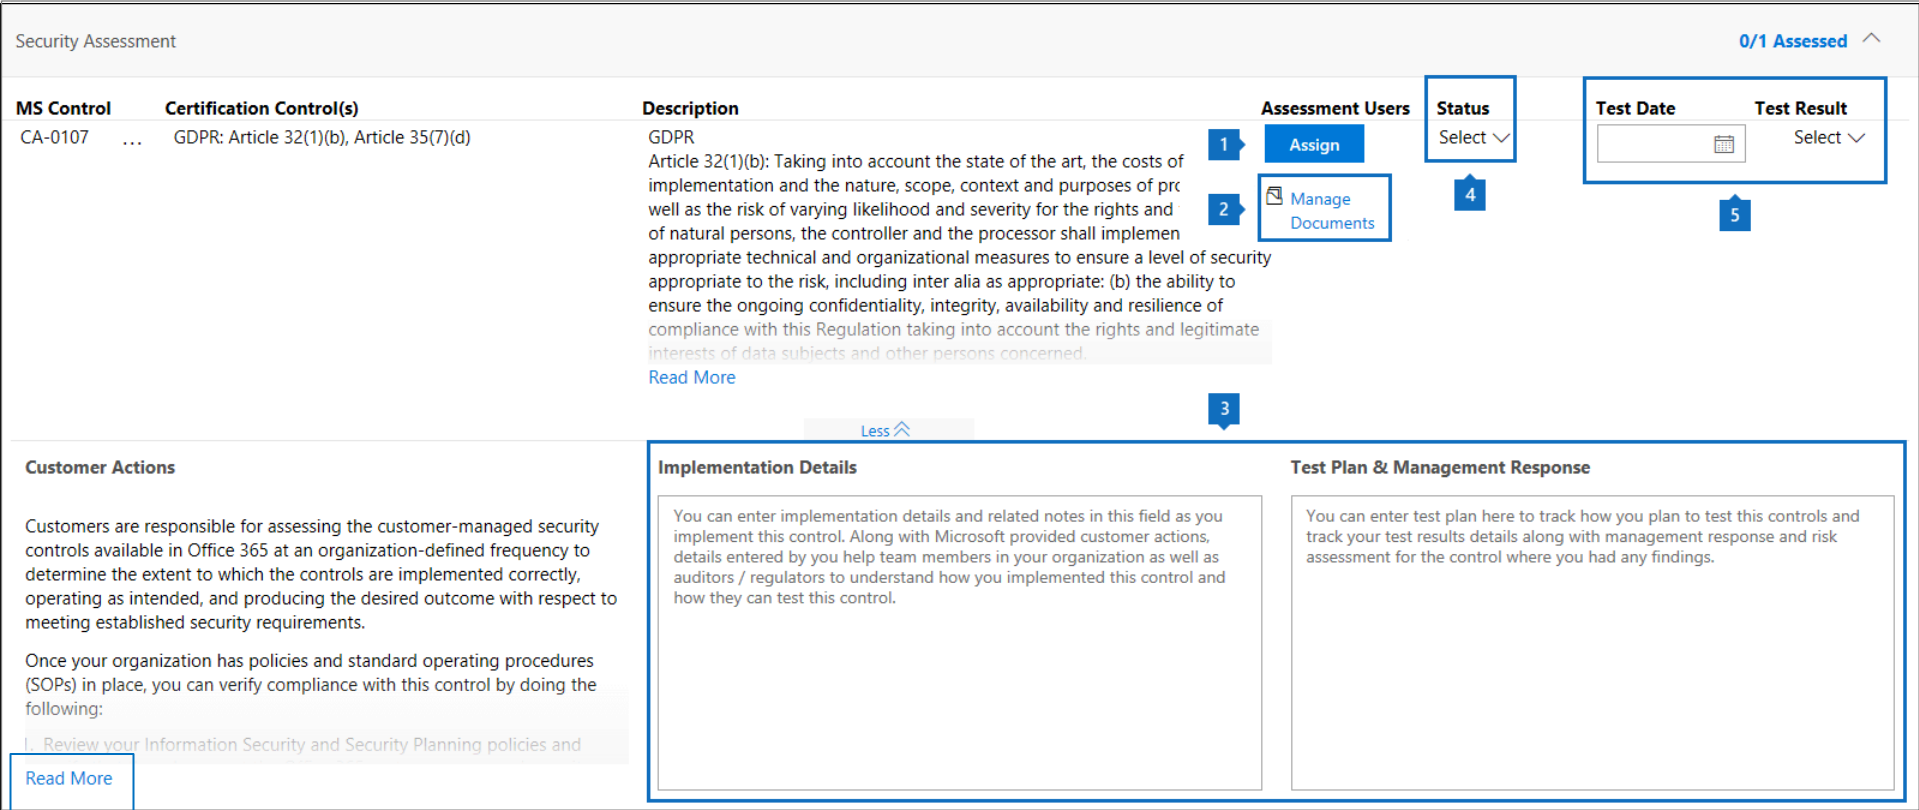 Security Assessment
0/1 Assessed
MS Control
Certification Control(s)
Description
Assessment Users
Status
Test Date
Test Result
CA-0107
...
GDPR: Article 32(1)(b), Article 35(7)(d)
GDPR
1
Assign
Select
Select
Article 32(1)(b): Taking into account the state of the art, the costs of
implementation and the nature, scope, context and purposes of
well as the risk of varying likelihood and severity for the rights and
of natural persons, the controller and the processor shall implemen
appropriate technical and organizational measures to ensure a level of security
appropriate to the risk, including inter alia as appropriate: (b) the ability to
ensure the ongoing confidentiality, integrity, availability and resilience of
compliance with this Regulation taking into account the rights and legitimate
interests of data subjects and other persons concerned.
Read More
2
Manage
Documents
4
5
3
Less
Customer Actions
Customers are responsible for assessing the customer-managed security
controls available in Office 365 at an organization-defined frequency to
determine the extent to which the controls are implemented correctly,
operating as intended, and producing the desired outcome with respect to
meeting established security requirements.
Once your organization has policies and standard operating procedures
(SOPs) in place, you can verify compliance with this control by doing the
following:
1. Review your Information Security and Security Planning policies and
Read More
Implementation Details
You can enter implementation details and related notes in this field as you
implement this control. Along with Microsoft provided customer actions,
details entered by you help team members in your organization as well as
auditors / regulators to understand how you implemented this control and
how they can test this control.
Test Plan & Management Response
You can enter test plan here to track how you plan to test this controls and
track your test results details along with management response and risk
assessment for the control where you had any findings.